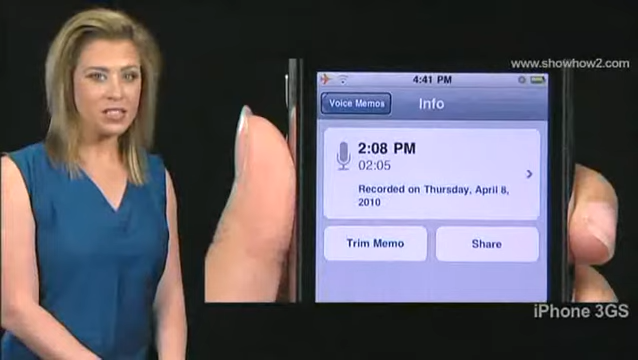 www.showhow2.com
4:41 PM
Voice Memos
Info
2:08 PM
02:05
Recorded on Thursday, April 8,
2010
Trim Memo
Share
iPhone 3GS